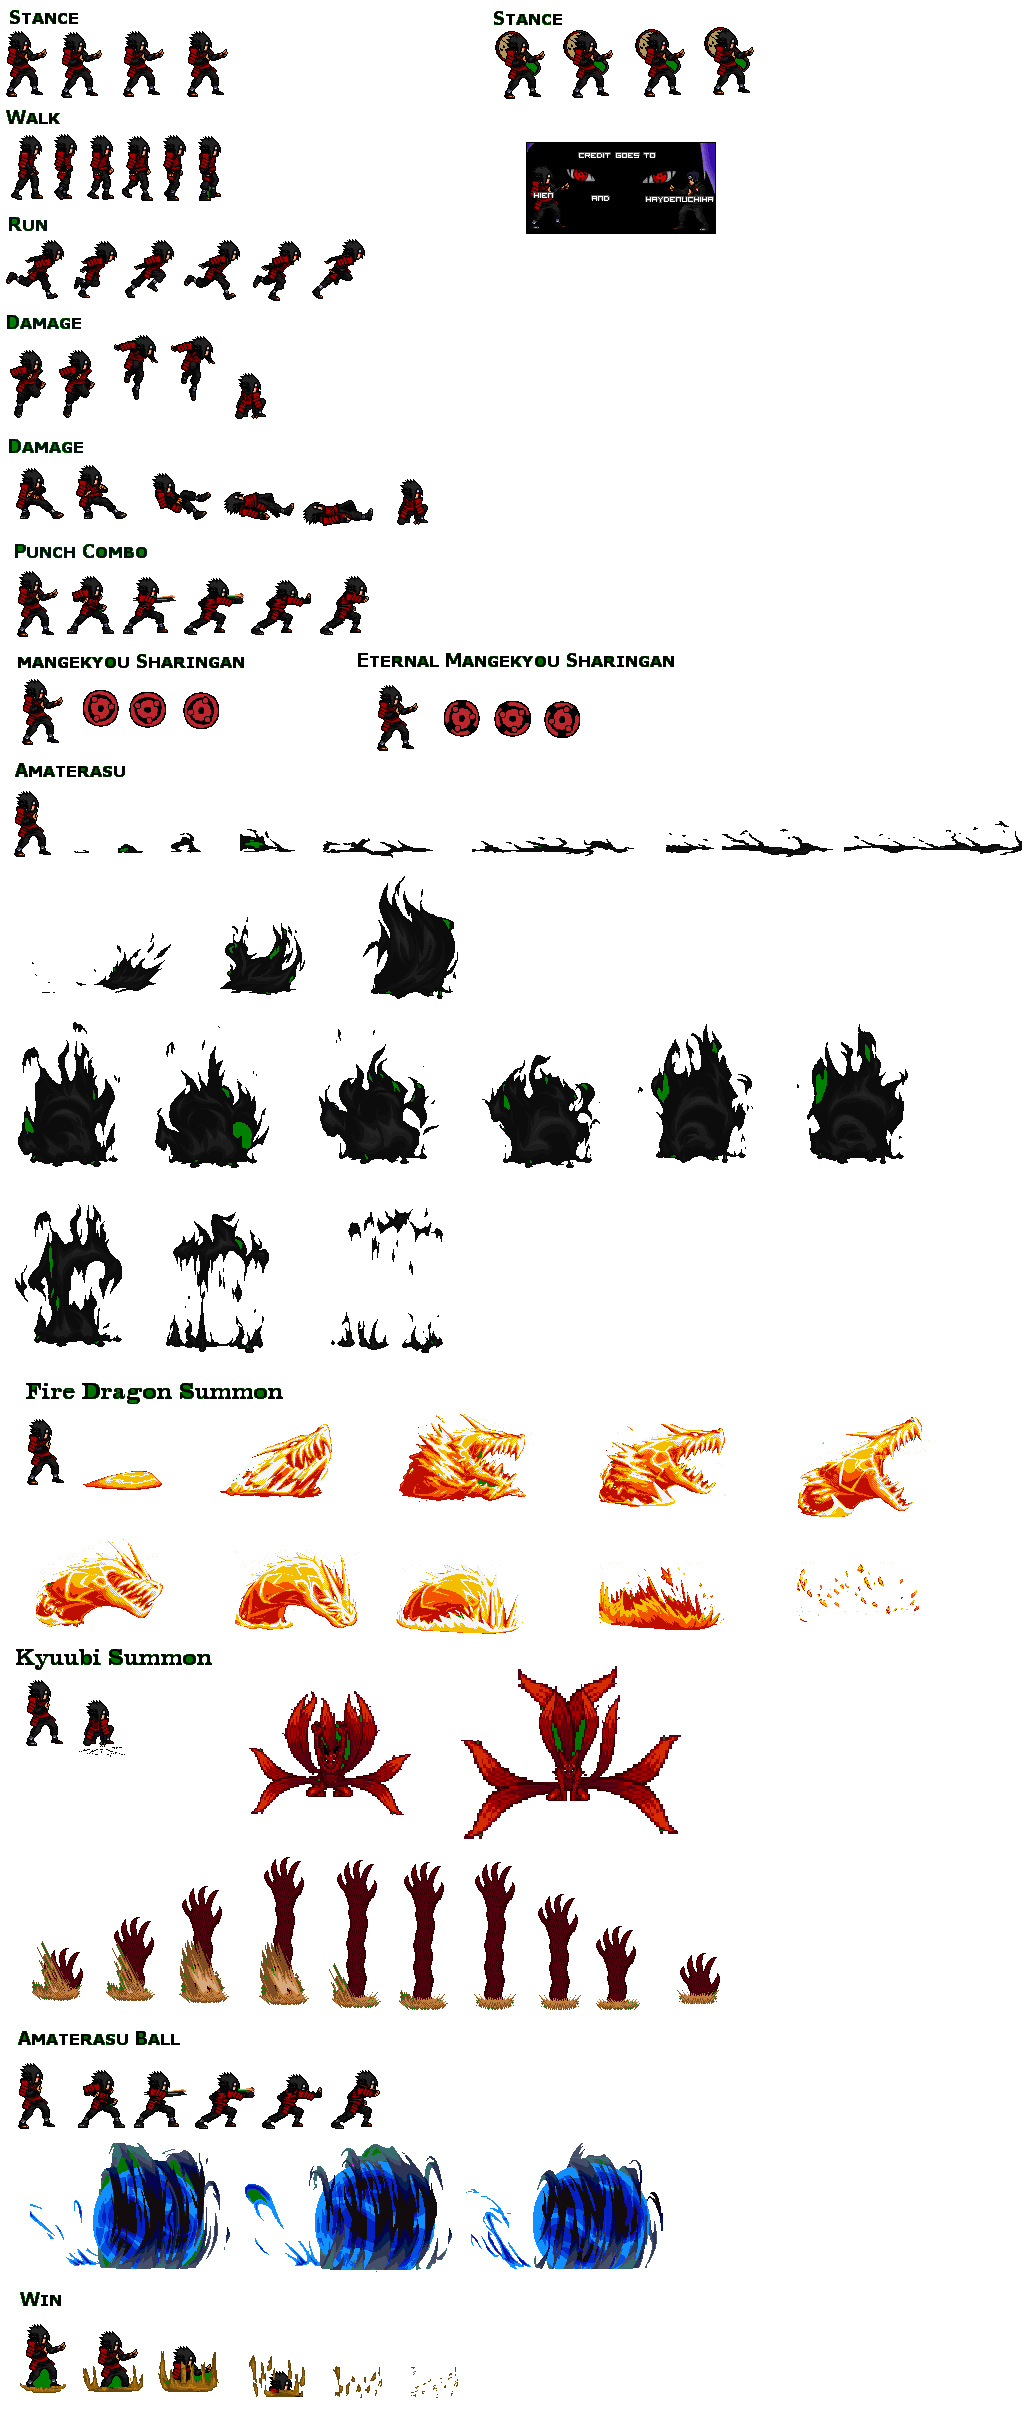 Stance
Stance
Walk
CREDIT GOES TO
HIEN
AND
HAYDENUCHIHA
Run
Damage
Damage
Punch Combo
mangekyou Sharingan
Eternal Mangekyou Sharingan
Amaterasu
Fire Dragon Summon
Kyuubi Summon
Amaterasu Ball
Win